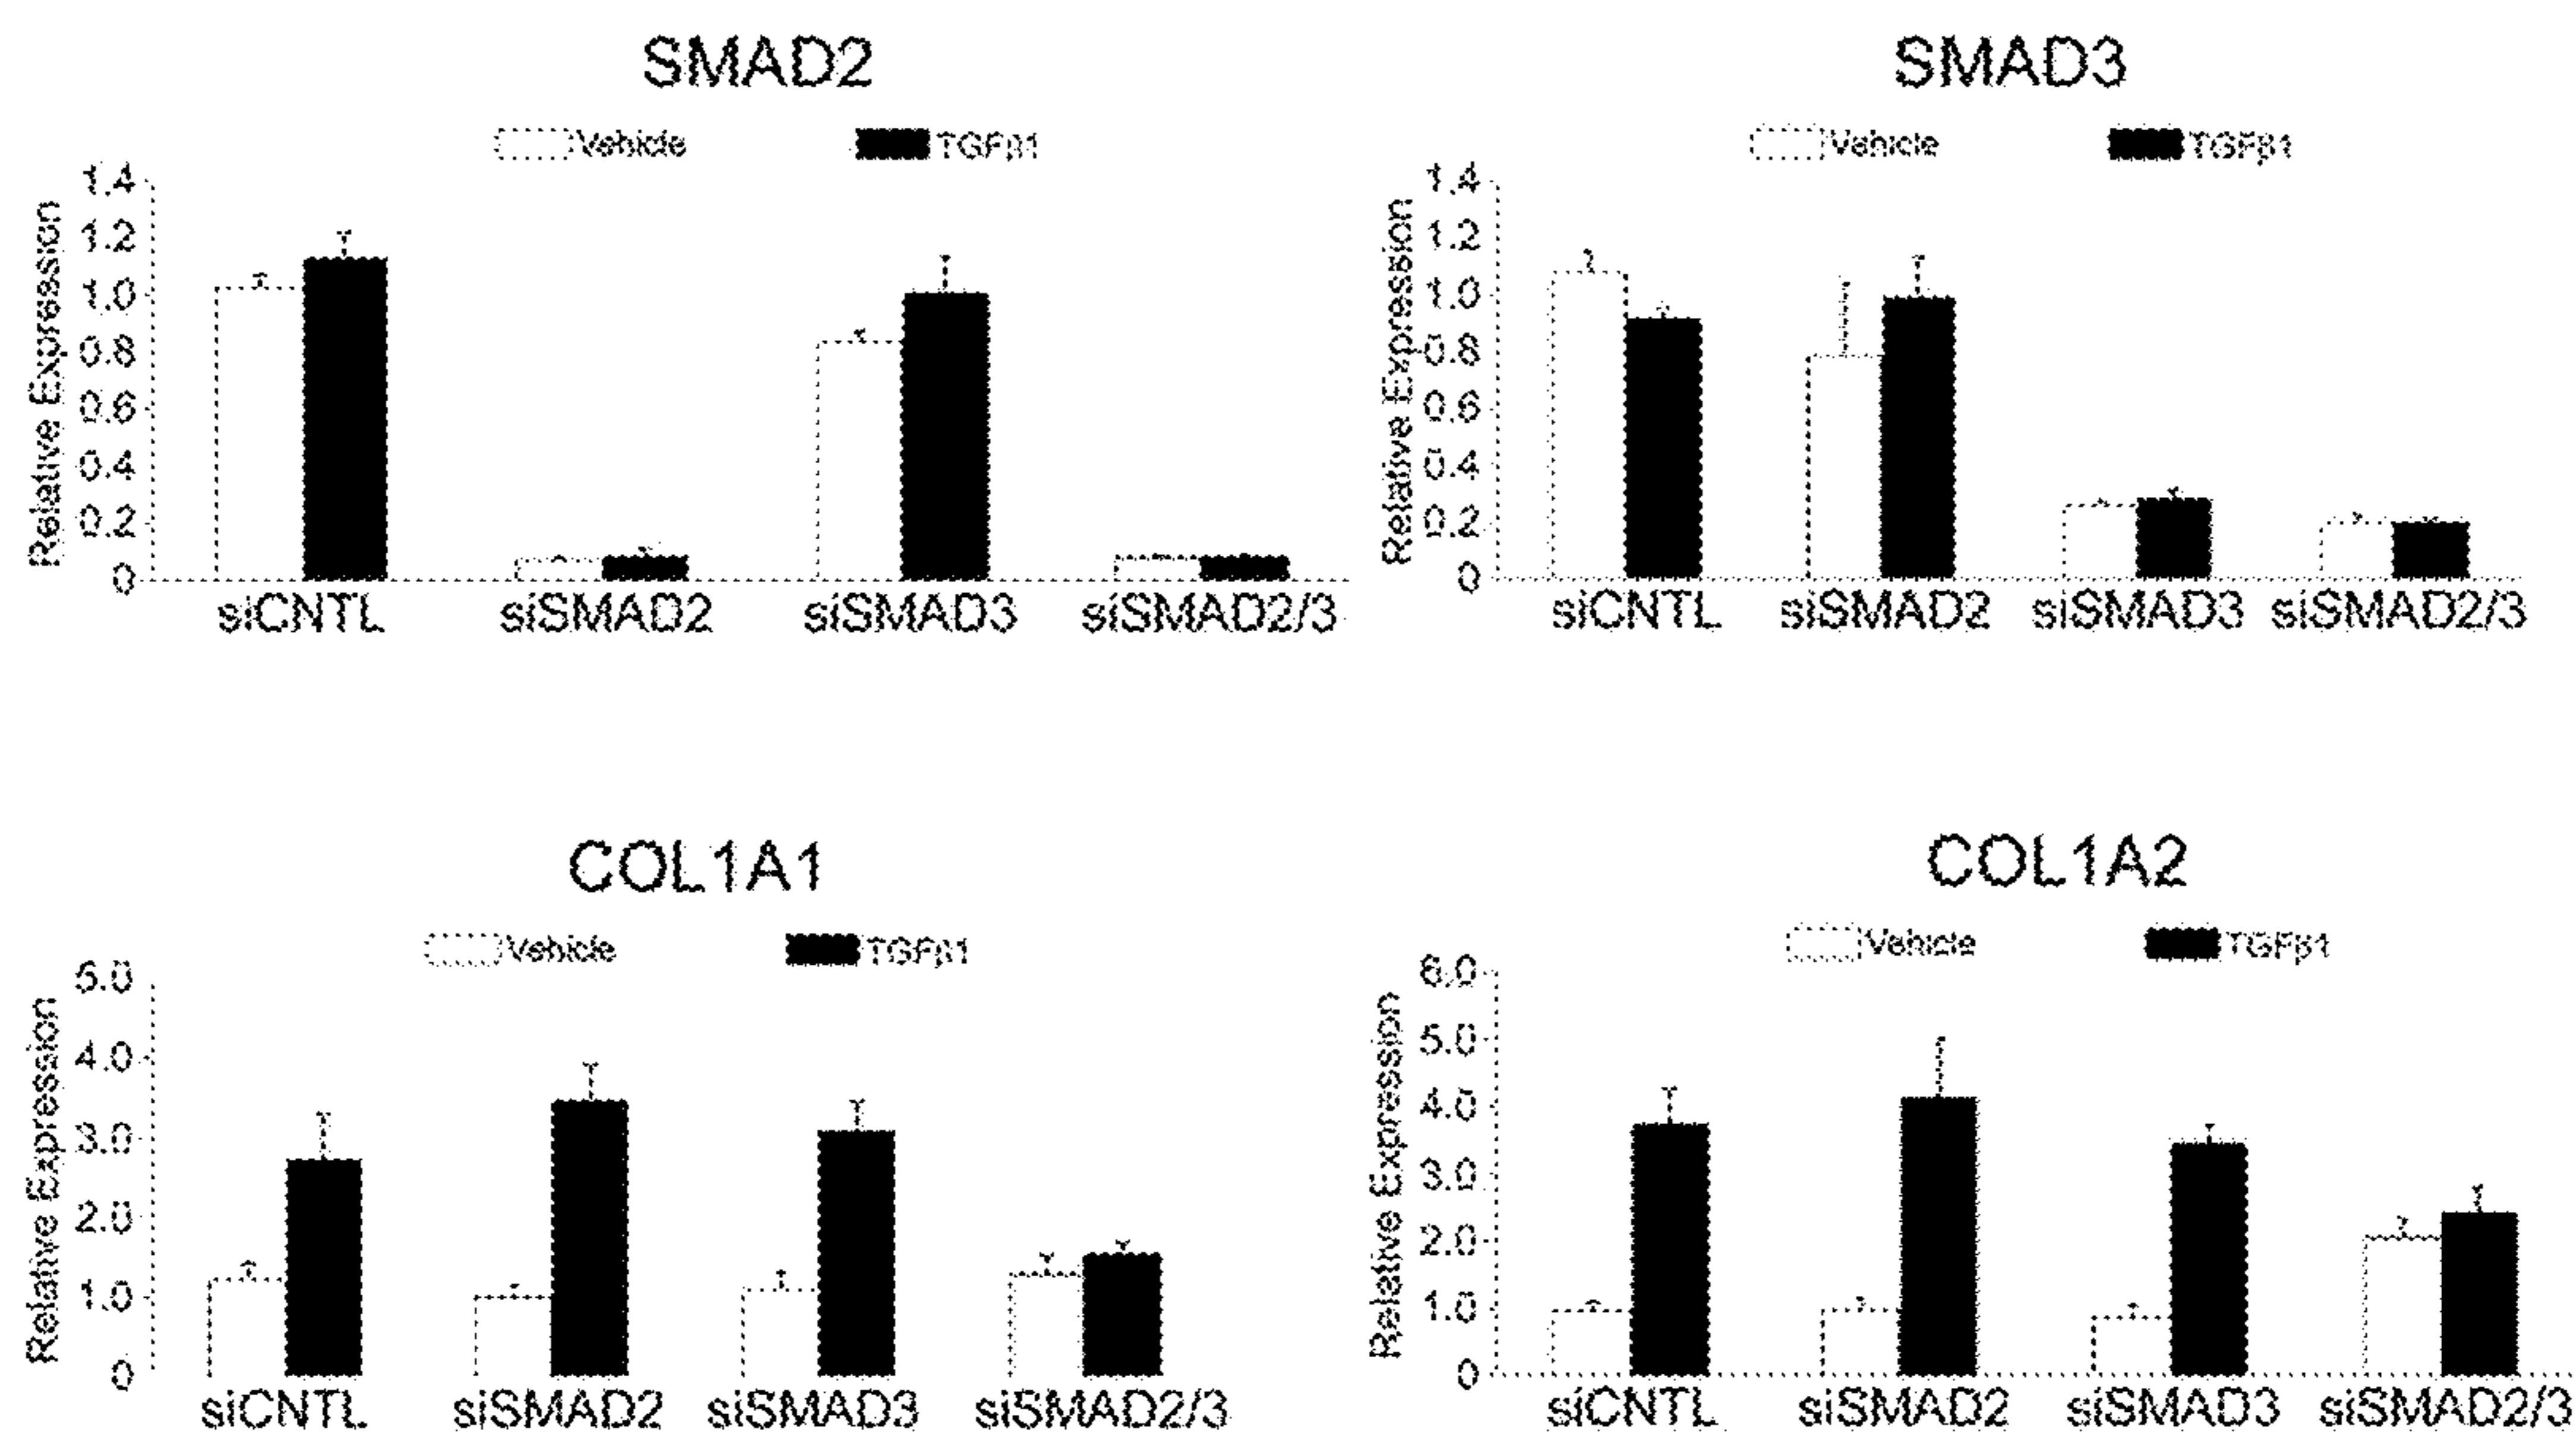 SMAD2
Vehicle TGFβ1
Relative Expression
1.4
1.2
1.0
0.8
0.6
0.4
0.2
0
siCNTL siSMAD2 siSMAD3 siSMAD2/3
SMAD3
Vehicle TGFβ1
Relative Expression
1.4
1.2
1.0
0.8
0.6
0.4
0.2
0
siCNTL siSMAD2 siSMAD3 siSMAD2/3
COL1A1
Vehicle TGFβ1
Relative Expression
5.0
4.0
3.0
2.0
1.0
0
siCNTL siSMAD2 siSMAD3 siSMAD2/3
COL1A2
Vehicle TGFβ1
Relative Expression
6.0
5.0
4.0
3.0
2.0
1.0
0
siCNTL siSMAD2 siSMAD3 siSMAD2/3